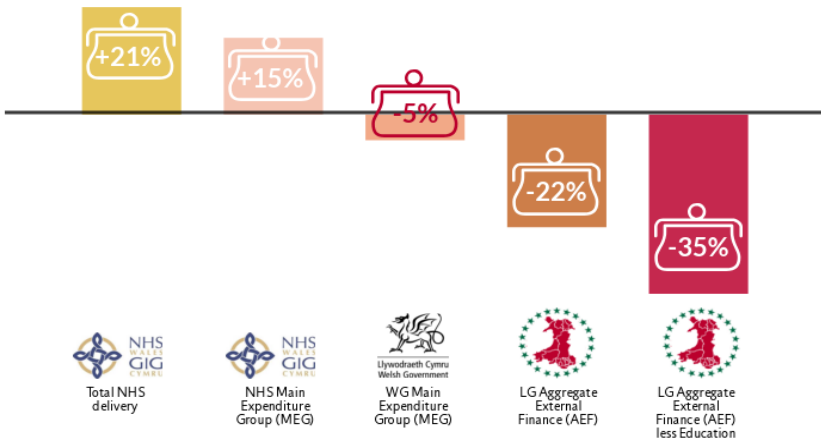 +21%
+15%
-5%
-22%
-35%
NHS
WALES
GIG
CYMRU
NHS
WALES
GIG
CYMRU
Llywodraeth Cymru
Welsh Government
Total NHS
delivery
NHS Main
Expenditure
Group (MEG)
WG Main
Expenditure
Group (MEG)
LG Aggregate
External
Finance (AEF)
LG Aggregate
External
Finance (AEF)
less Education